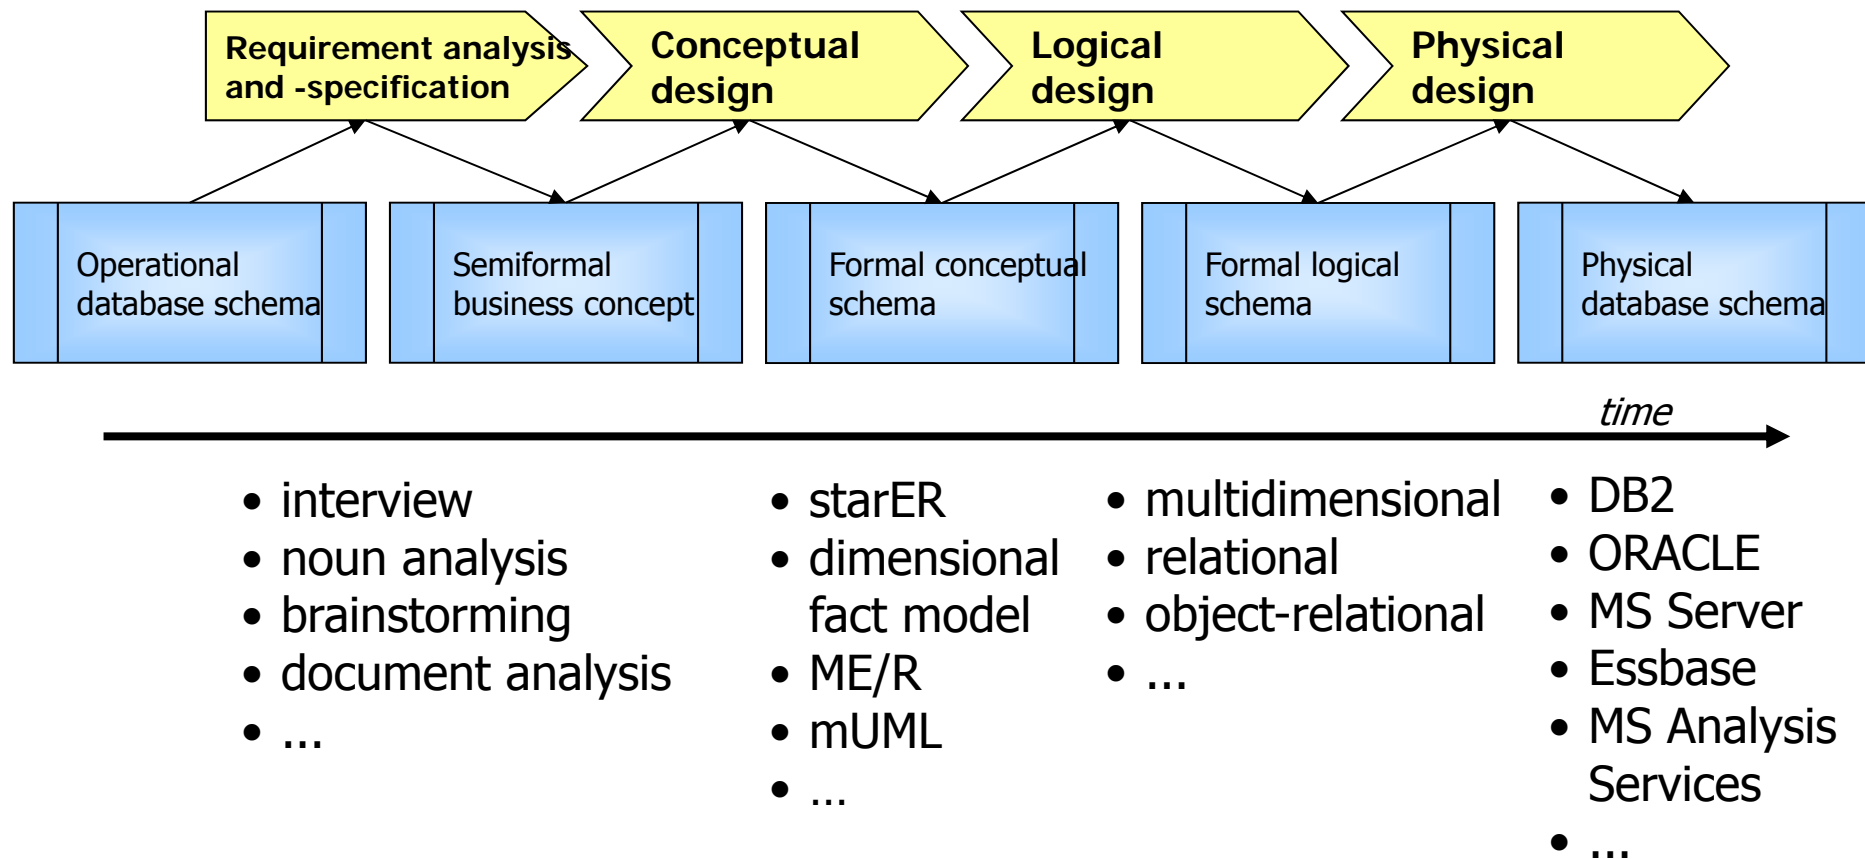 Requirement analysis
and -specification
Conceptual
design
Logical
design
Physical
design
Operational
database schema
Semiformal
business concept
Formal conceptual
schema
Formal logical
schema
Physical
database schema
time
• interview
• noun analysis
• brainstorming
• document analysis
• ...
• starER
• dimensional
fact model
• ME/R
• mUML
• ...
• multidimensional
• relational
• object-relational
• ...
• DB2
• ORACLE
• MS Server
• Essbase
• MS Analysis
Services
• ...